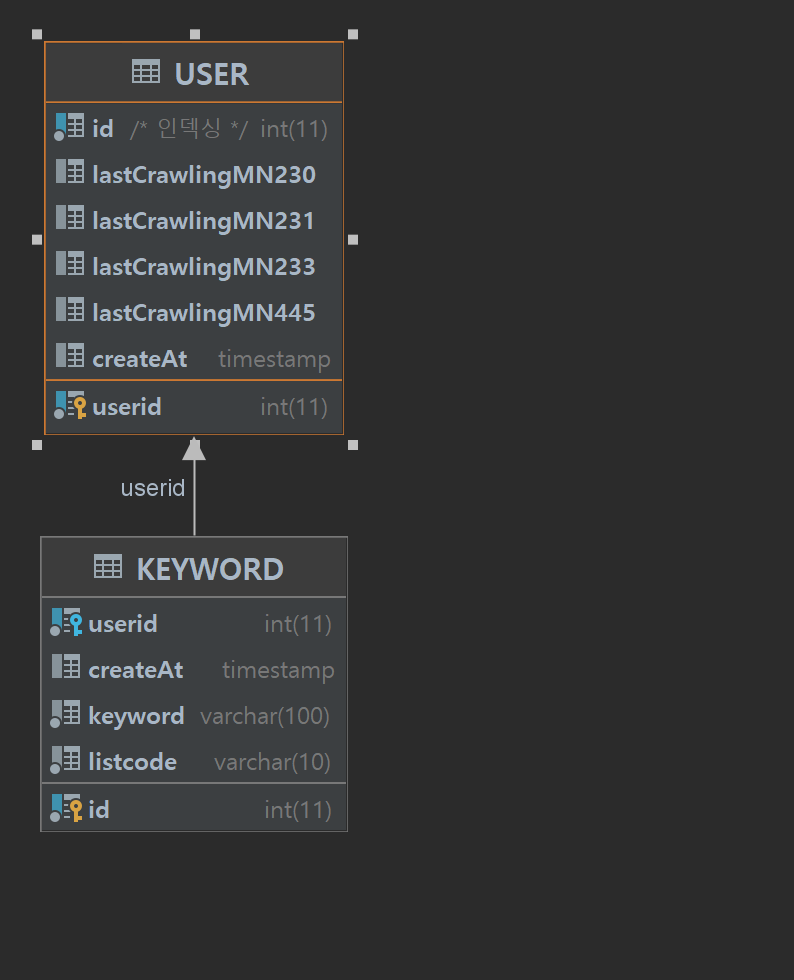 USER
id /* 인덱싱 */ int(11)
lastCrawlingMN230
lastCrawlingMN231
lastCrawlingMN233
lastCrawlingMN445
createAt timestamp
userid int(11)
userid
KEYWORD
userid int(11)
createAt timestamp
keyword varchar(100)
listcode varchar(10)
id int(11)